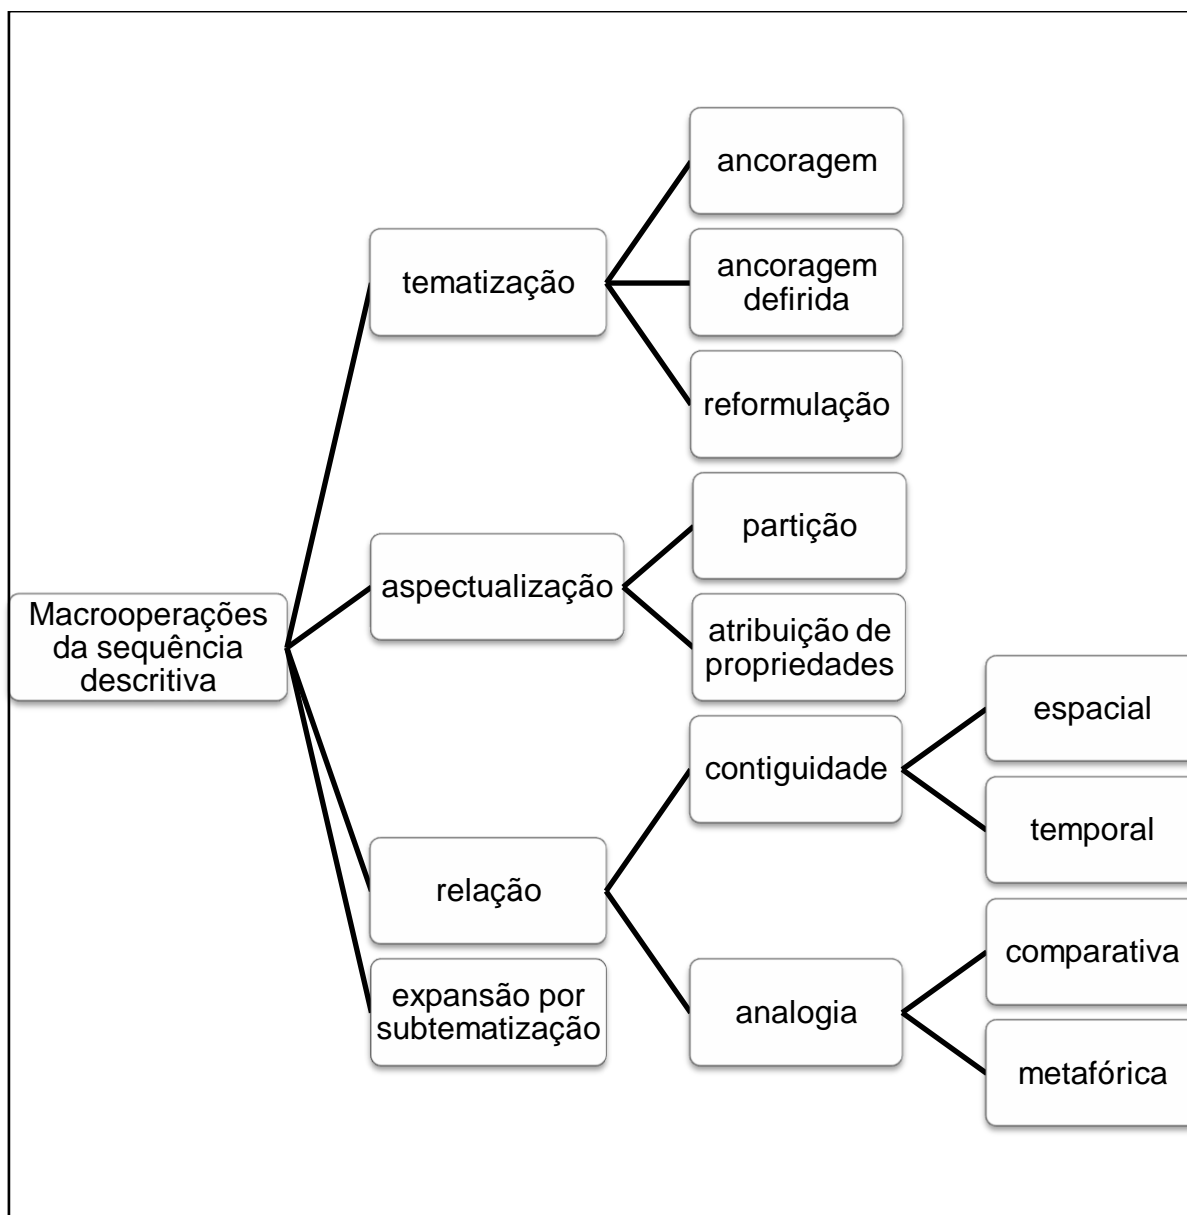 Macrooperações
da sequência
descritiva
tematização
ancoragem
ancoragem
defirida
reformulação
aspectualização
partição
atribuição de
propriedades
relação
contiguidade
espacial
temporal
analogia
comparativa
metafórica
expansão por
subtematização